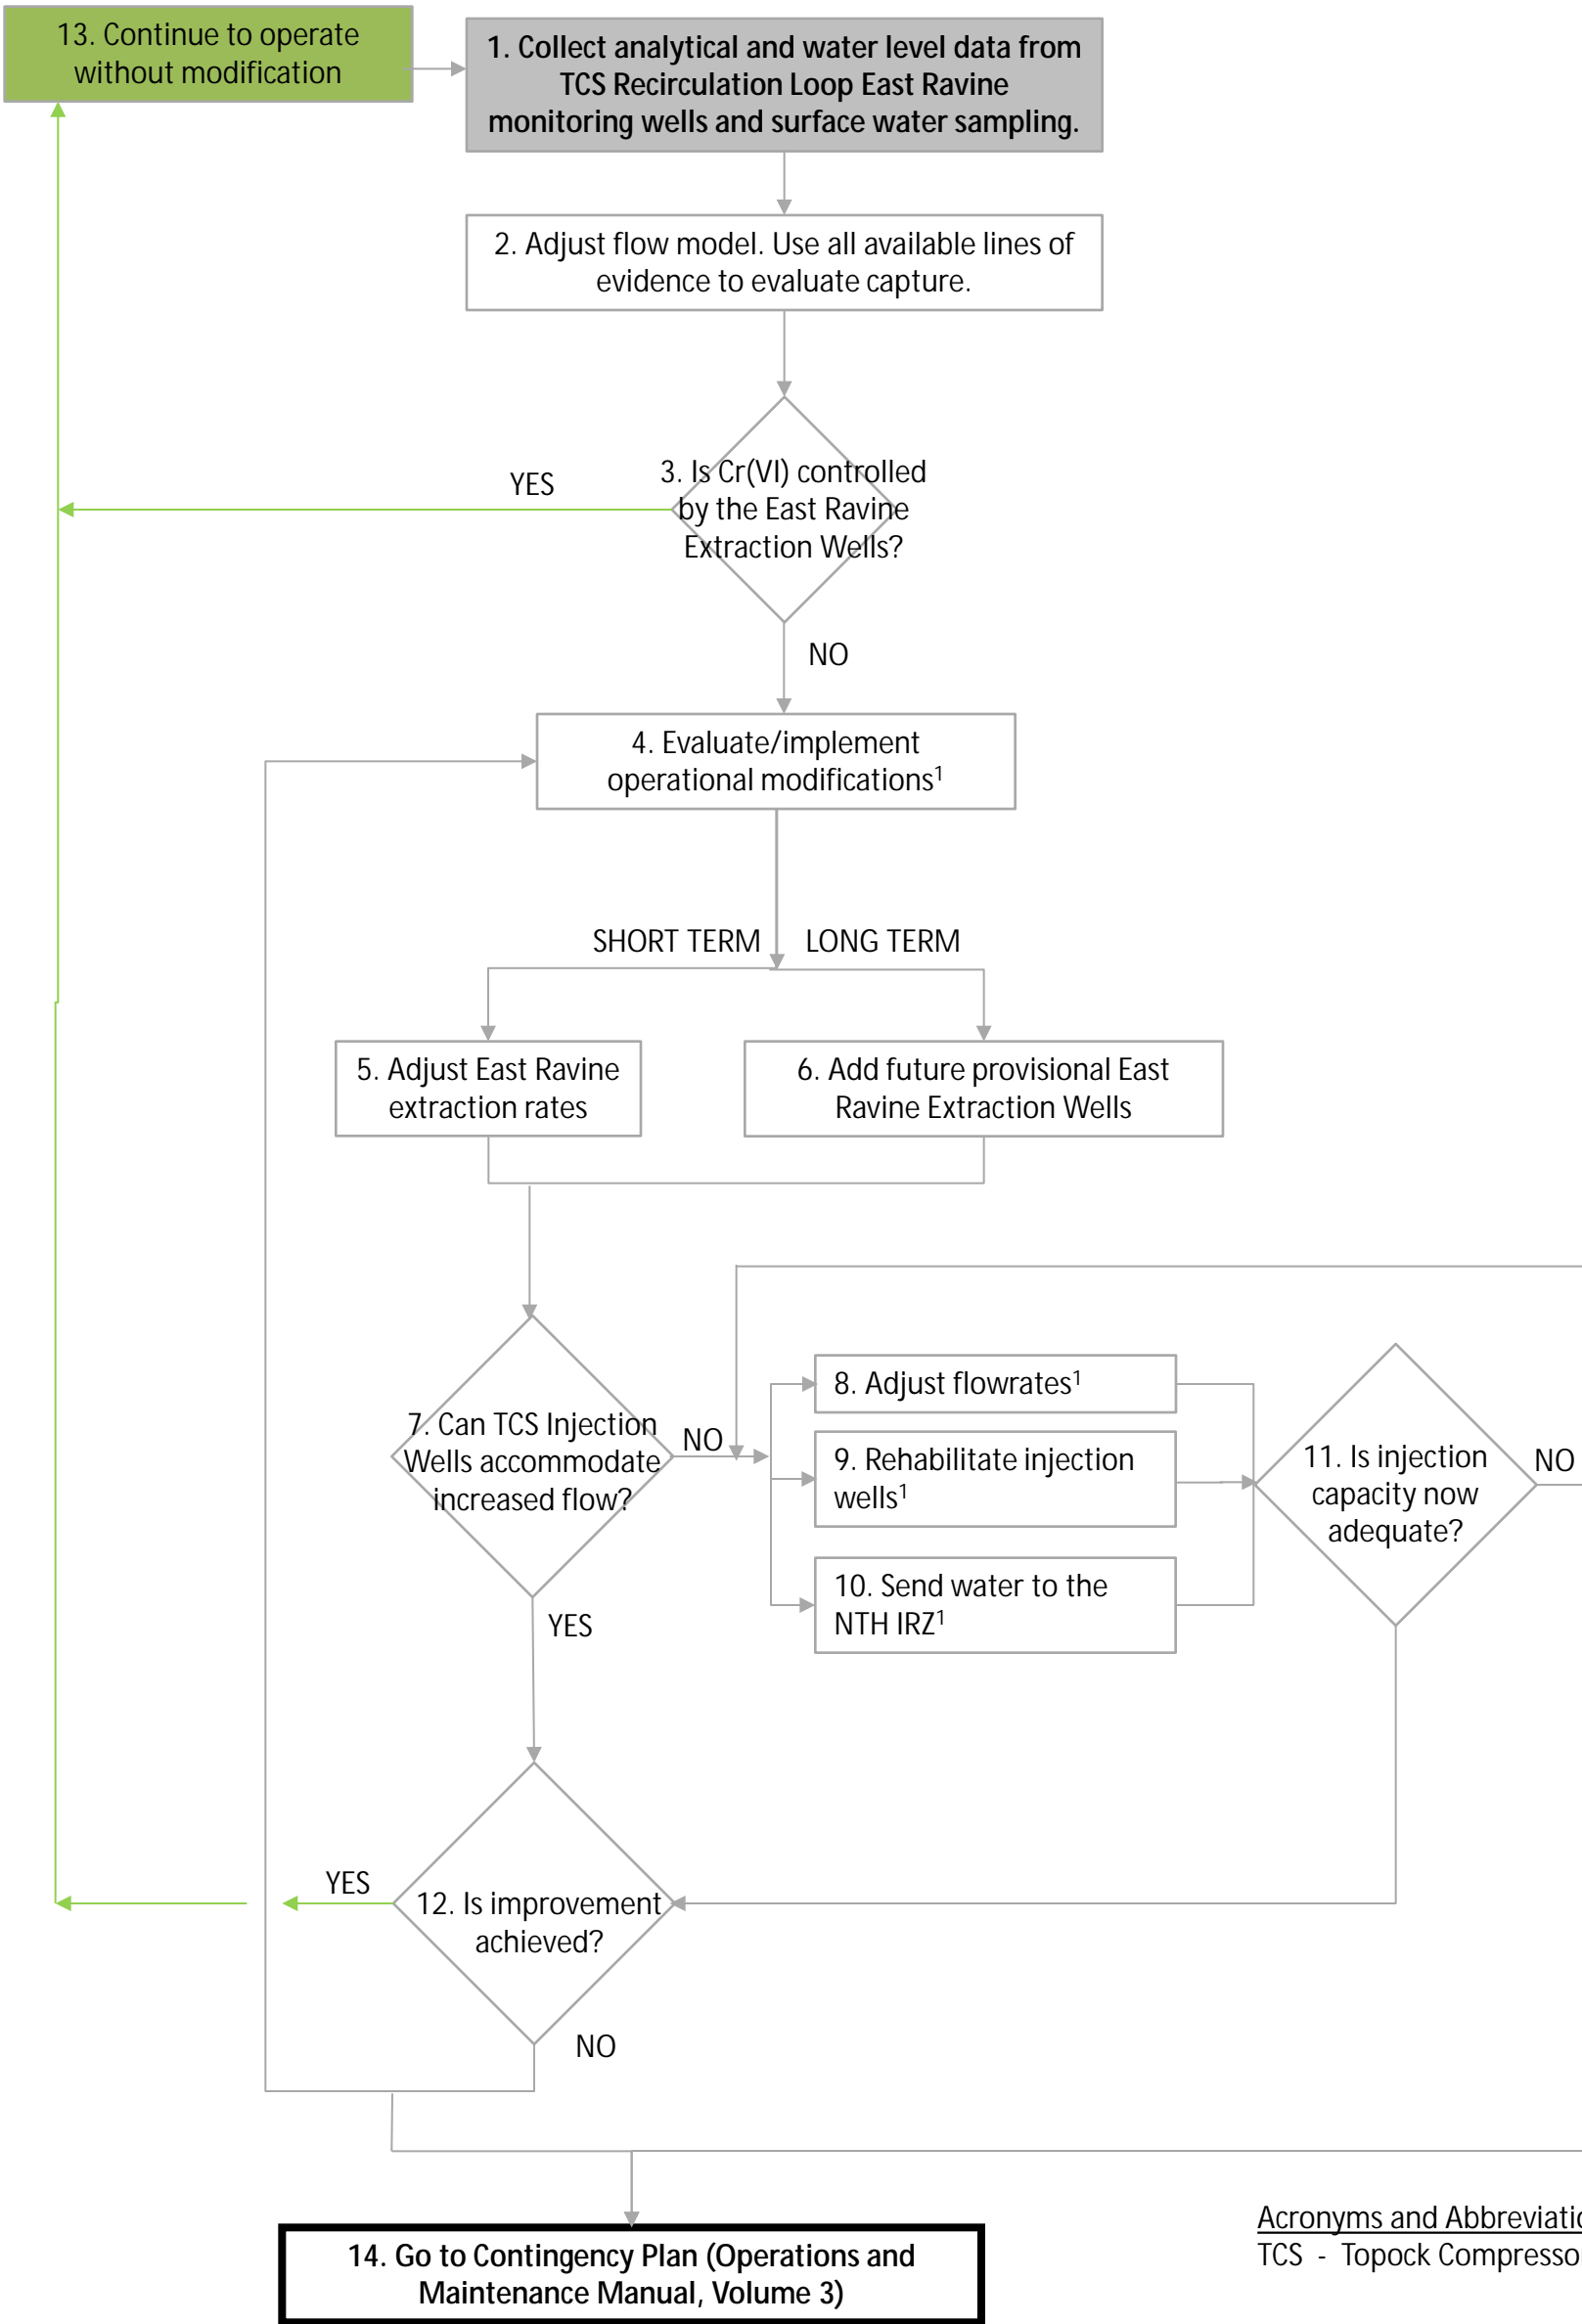 13. Continue to operate
without modification
1. Collect analytical and water level data from
TCS Recirculation Loop East Ravine
monitoring wells and surface water sampling.
2. Adjust flow model. Use all available lines of
evidence to evaluate capture.
3. Is Cr(VI) controlled
by the East Ravine
Extraction Wells?
YES
NO
4. Evaluate/implement
operational modifications¹
SHORT TERM
LONG TERM
5. Adjust East Ravine
extraction rates
6. Add future provisional East
Ravine Extraction Wells
7. Can TCS Injection
Wells accommodate
increased flow?
NO
8. Adjust flowrates¹
9. Rehabilitate injection
wells¹
10. Send water to the
NTH IRZ¹
11. Is injection
capacity now
adequate?
NO
YES
YES
12. Is improvement
achieved?
NO
14. Go to Contingency Plan (Operations and
Maintenance Manual, Volume 3)
Acronyms and Abbreviatio
TCS - Topock Compresso